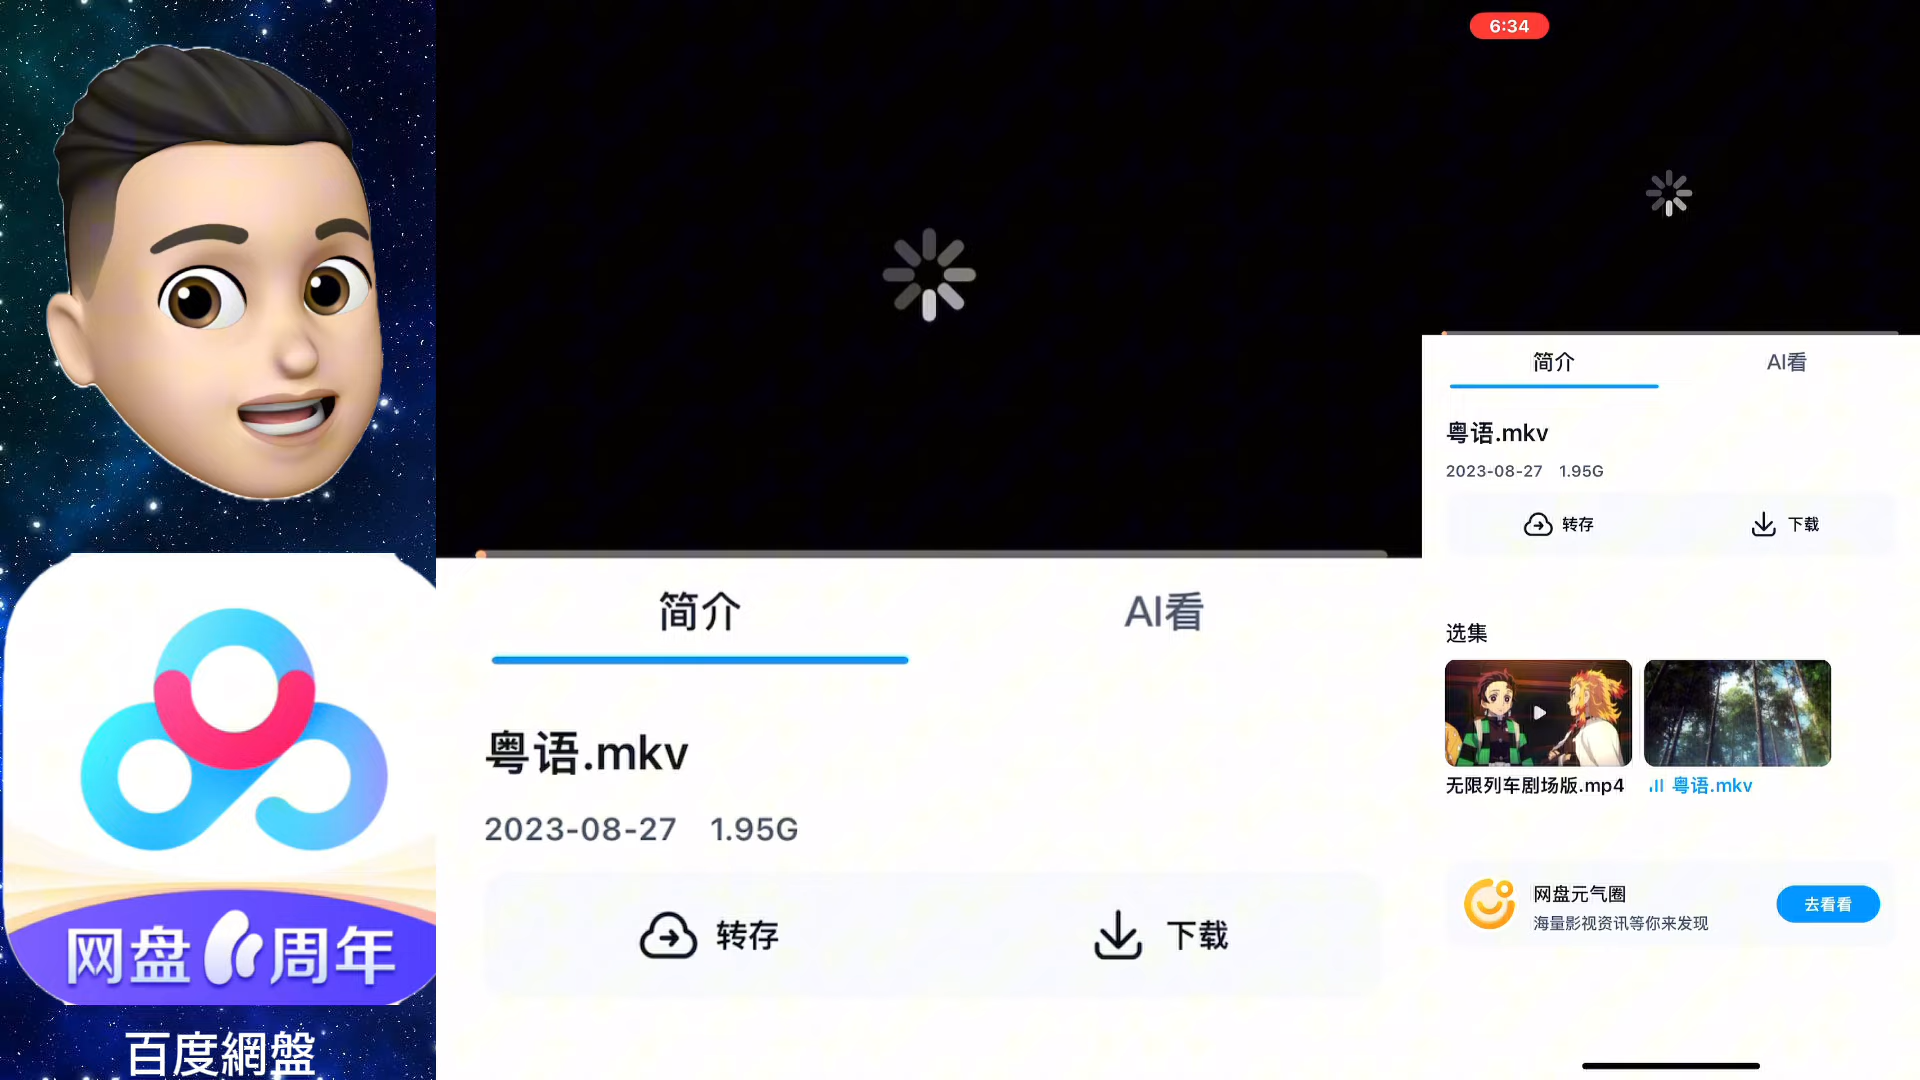 网盘 周年
百度網盤
简介
AI看
粤语.mkv
2023-08-27 1.95G
转存
下载
6:34
简介
AI看
粤语.mkv
2023-08-27 1.95G
转存
下载
选集
无限列车剧场版.mp4
粤语.mkv
网盘元气圈
海量影视资讯等你来发现
去看看